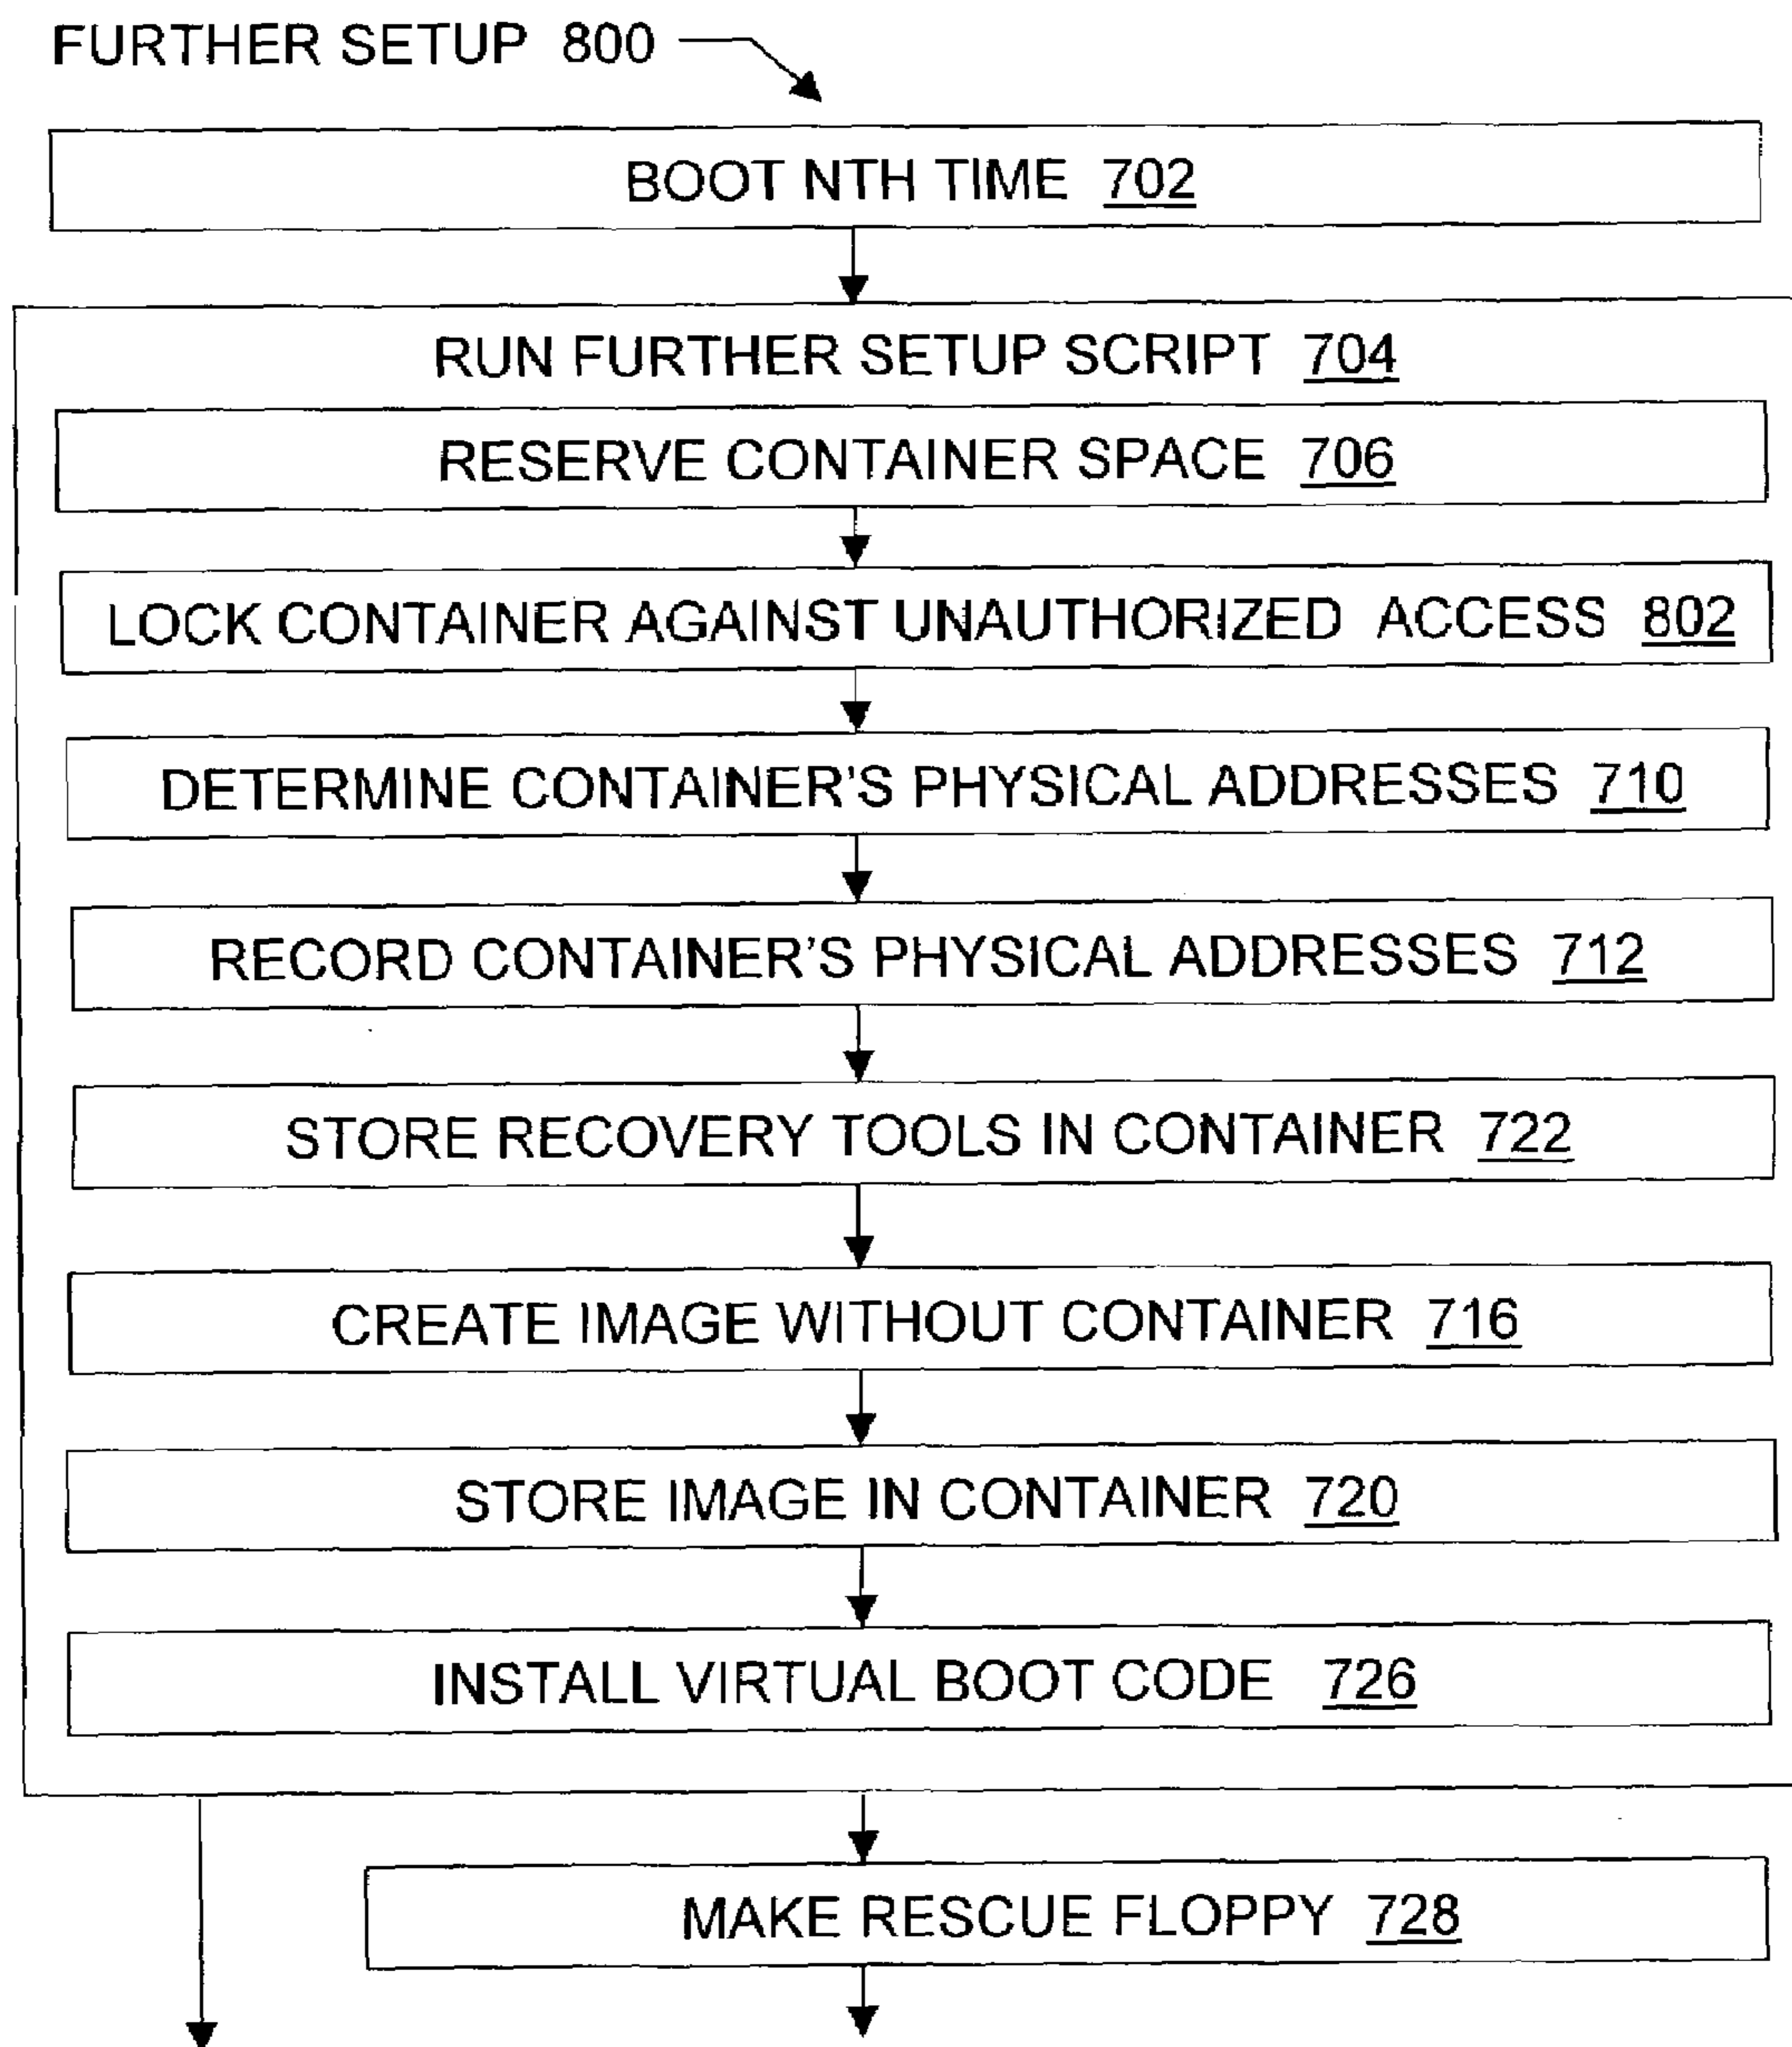 FURTHER SETUP 800
BOOT NTH TIME 702
RUN FURTHER SETUP SCRIPT 704
RESERVE CONTAINER SPACE 706
LOCK CONTAINER AGAINST UNAUTHORIZED ACCESS 802
DETERMINE CONTAINER'S PHYSICAL ADDRESSES 710
RECORD CONTAINER'S PHYSICAL ADDRESSES 712
STORE RECOVERY TOOLS IN CONTAINER 722
CREATE IMAGE WITHOUT CONTAINER 716
STORE IMAGE IN CONTAINER 720
INSTALL VIRTUAL BOOT CODE 726
MAKE RESCUE FLOPPY 728